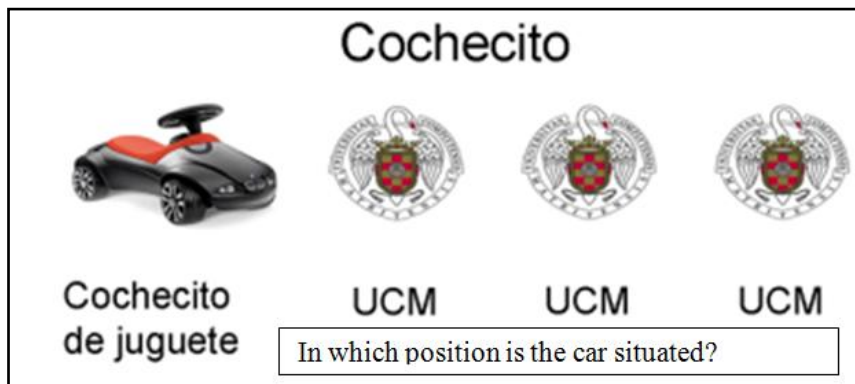 Cochecito
Cochecito
de juguete
UCM
UCM
UCM
In which position is the car situated?